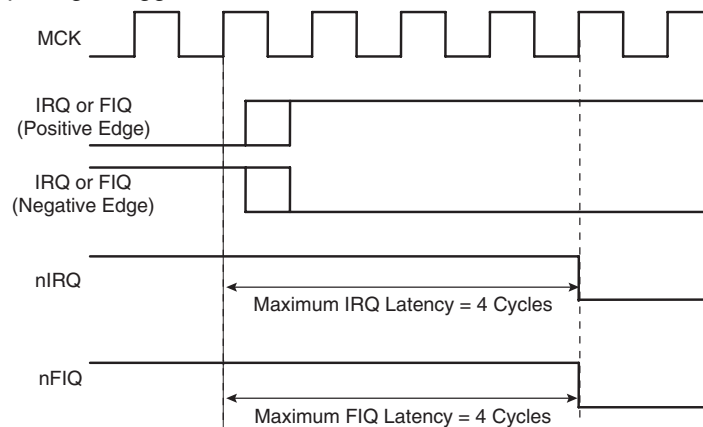 MCK
IRQ or FIQ
(Positive Edge)
IRQ or FIQ
(Negative Edge)
nIRQ
Maximum IRQ Latency = 4 Cycles
nFIQ
Maximum FIQ Latency = 4 Cycles